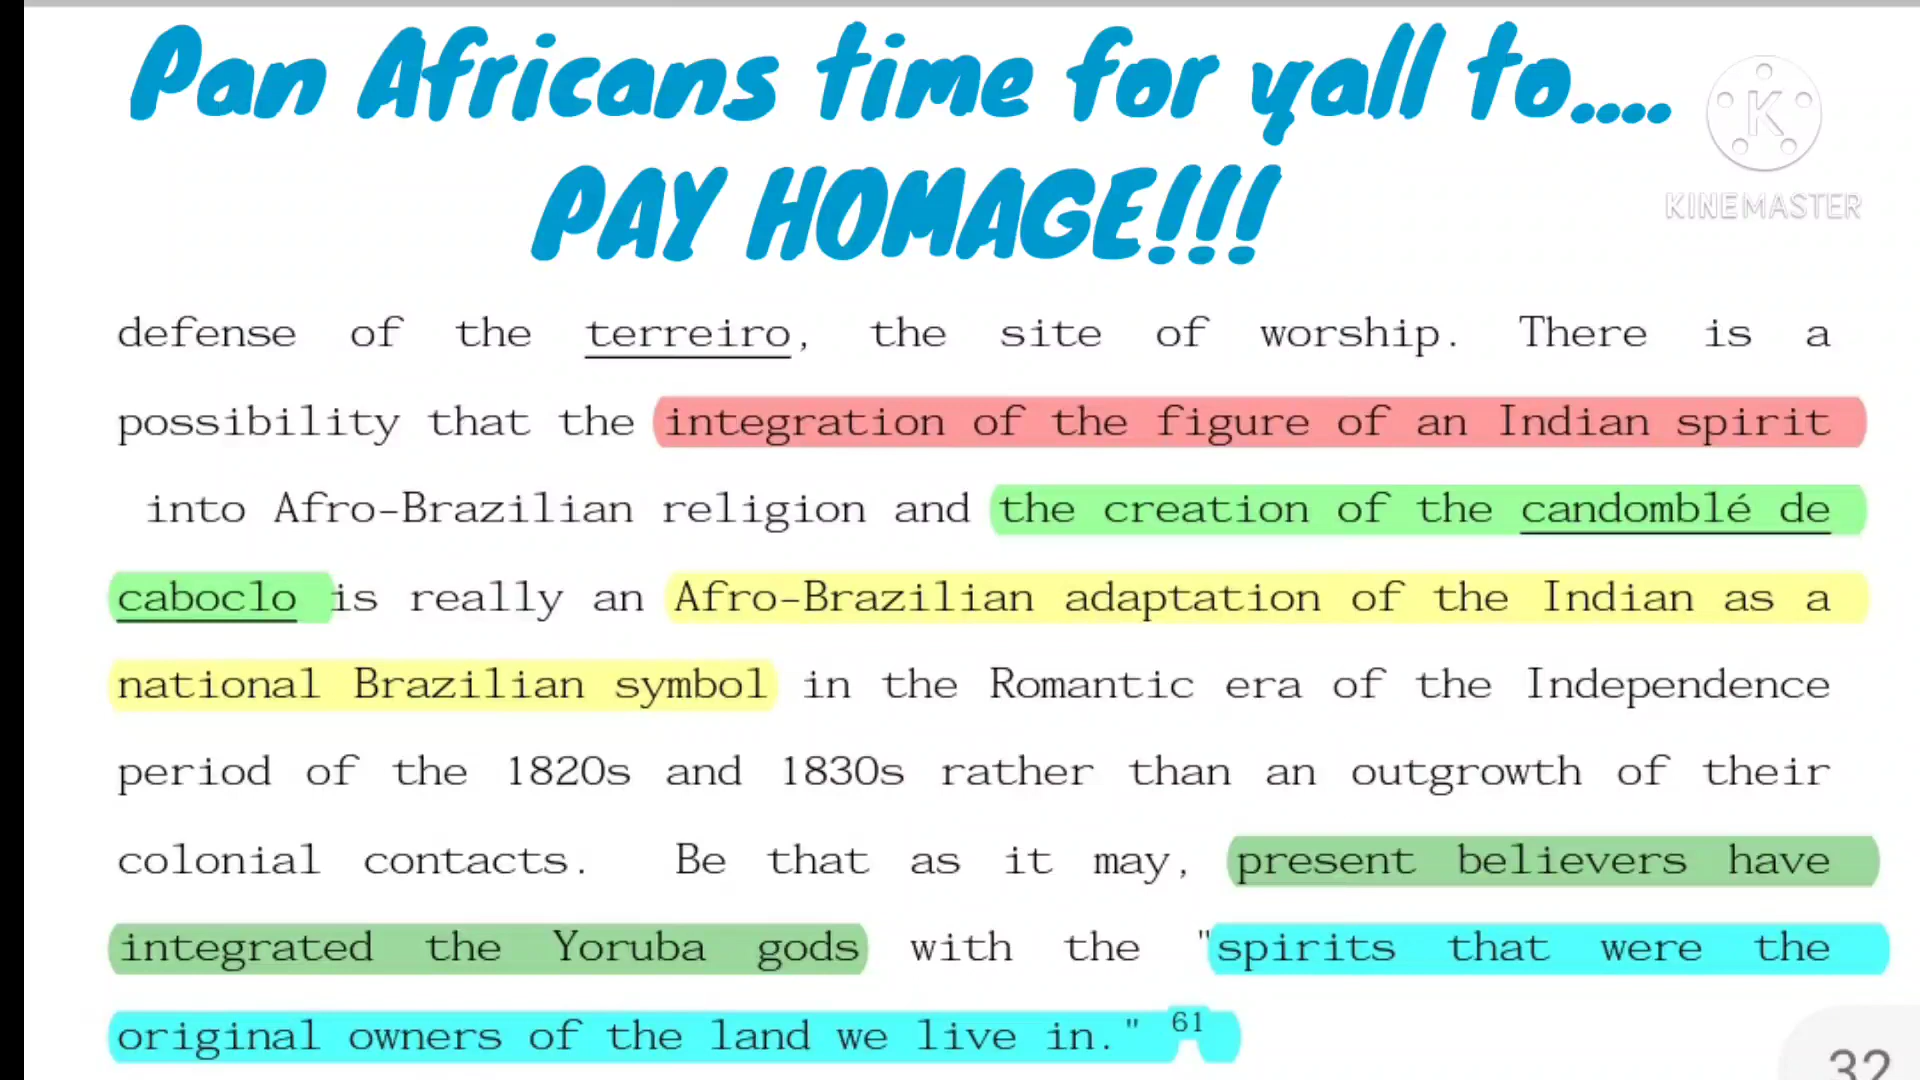 Pan Africans time for yall to....
PAY HOMAGE!!!
K
KINEMASTER
defense of the terreiro, the site of worship. There is a
possibility that the integration of the figure of an Indian spirit
into Afro-Brazilian religion and the creation of the candomblé de
caboclo is really an Afro-Brazilian adaptation of the Indian as a
national Brazilian symbol in the Romantic era of the Independence
period of the 1820s and 1830s rather than an outgrowth of their
colonial contacts. Be that as it may, present believers have
integrated the Yoruba gods with the "spirits that were the
original owners of the land we live in." 61
32